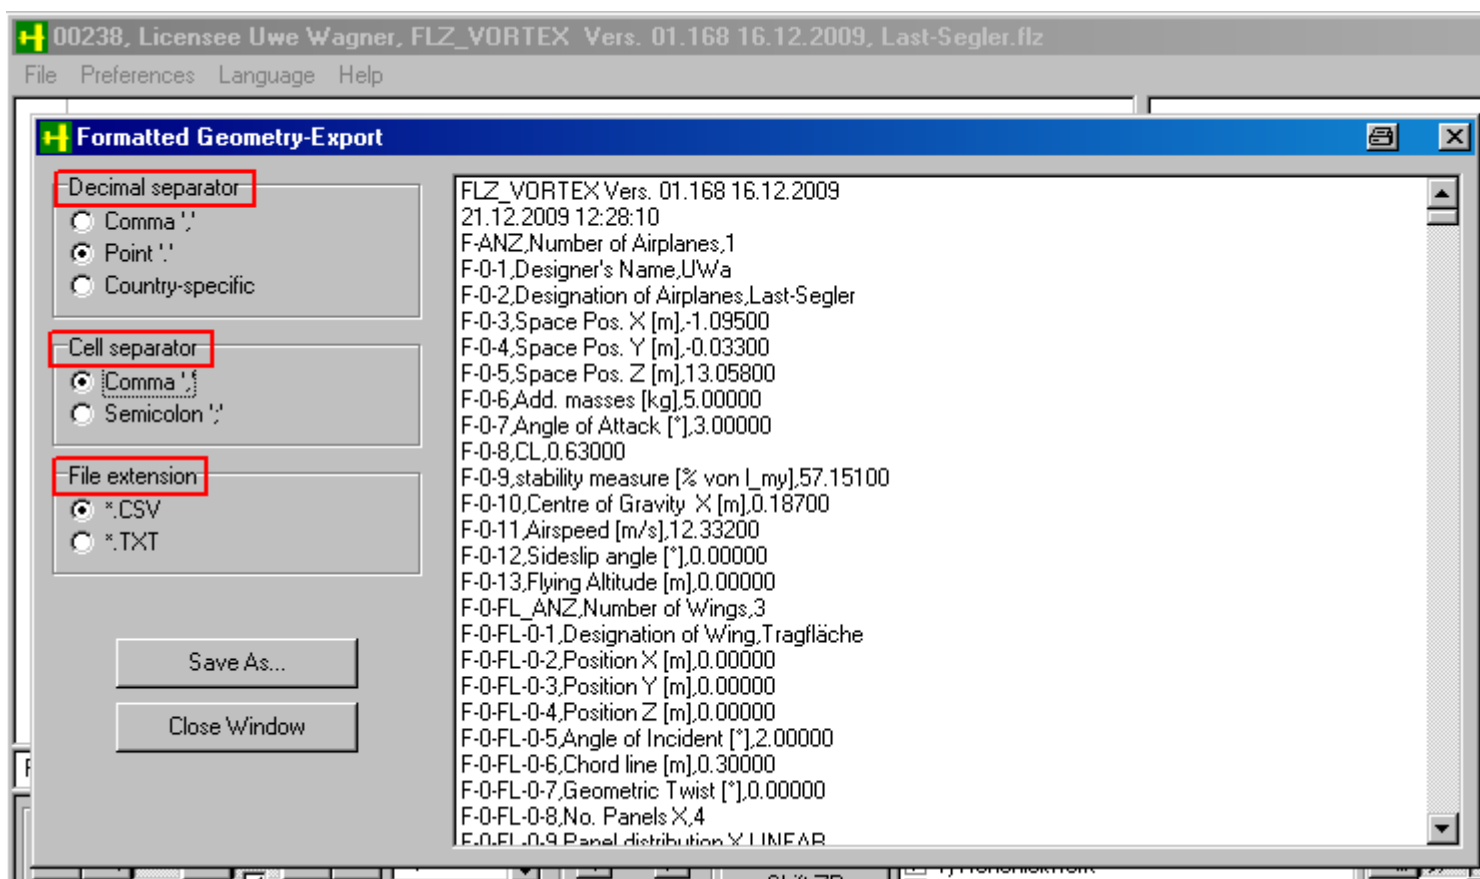 00238, Licensee Uwe Wagner, FLZ_VORTEX Vers. 01.168 16.12.2009, Last-Segler.flz
File Preferences Language Help
Formatted Geometry-Export
Decimal separator
Comma ','
Point '.'
Country-specific
Cell separator
Comma ','
Semicolon ';'
File extension
*.CSV
*.TXT
Save As...
Close Window
FLZ_VORTEX Vers. 01.168 16.12.2009
21.12.2009 12:28:10
F-ANZ,Number of Airplanes,1
F-0-1,Designer's Name,UWa
F-0-2,Designation of Airplanes,Last-Segler
F-0-3,Space Pos. X [m],-1.09500
F-0-4,Space Pos. Y [m],-0.03300
F-0-5,Space Pos. Z [m],13.05800
F-0-6,Add. masses [kg],5.00000
F-0-7,Angle of Attack [°],3.00000
F-0-8,CL,0.63000
F-0-9,stability measure [% von l_my],57.15100
F-0-10,Centre of Gravity X [m],0.18700
F-0-11,Airspeed [m/s],12.33200
F-0-12,Sideslip angle [°],0.00000
F-0-13,Flying Altitude [m],0.00000
F-0-FL_ANZ,Number of Wings,3
F-0-FL-0-1,Designation of Wing,Tragfläche
F-0-FL-0-2,Position X [m],0.00000
F-0-FL-0-3,Position Y [m],0.00000
F-0-FL-0-4,Position Z [m],0.00000
F-0-FL-0-5,Angle of Incident [°],2.00000
F-0-FL-0-6,Chord line [m],0.30000
F-0-FL-0-7,Geometric Twist [°],0.00000
F-0-FL-0-8,No. Panels X,4
F-0-FL-0-9,Panel distribution X,LINEAR